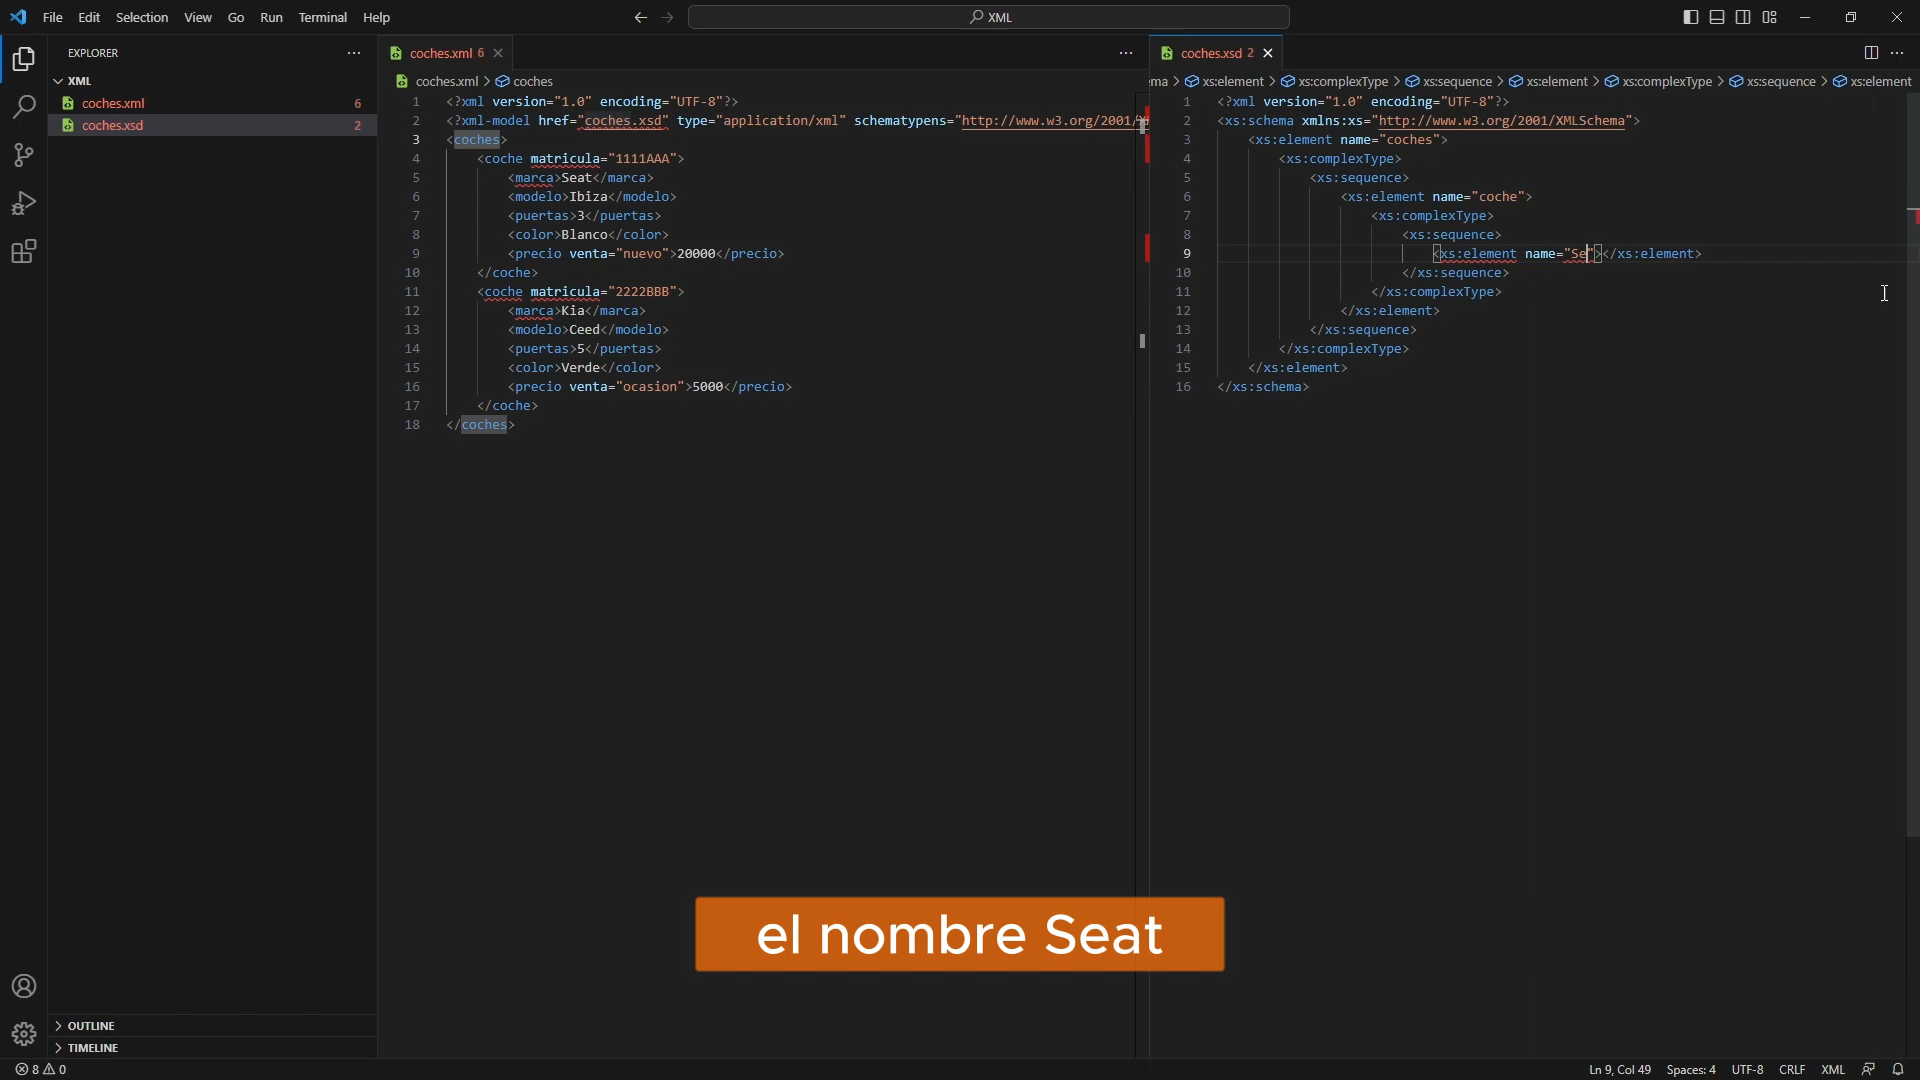 File Edit Selection View Go Run Terminal Help
XML
EXPLORER
XML
coches.xml 6
coches.xsd 2
OUTLINE
TIMELINE
coches.xml 6
coches.xml > coches
1 <?xml version="1.0" encoding="UTF-8"?>
2 <?xml-model href="coches.xsd" type="application/xml" schematypens="http://www.w3.org/2001/X
3 <coches>
4 <coche matricula="1111AAA">
5 <marca>Seat</marca>
6 <modelo>Ibiza</modelo>
7 <puertas>3</puertas>
8 <color>Blanco</color>
9 <precio venta="nuevo">20000</precio>
10 </coche>
11 <coche matricula="2222BBB">
12 <marca>Kia</marca>
13 <modelo>Ceed</modelo>
14 <puertas>5</puertas>
15 <color>Verde</color>
16 <precio venta="ocasion">5000</precio>
17 </coche>
18 </coches>
coches.xsd 2
ma > xs:element > xs:complexType > xs:sequence > xs:element > xs:complexType > xs:sequence > xs:element
1 <?xml version="1.0" encoding="UTF-8"?>
2 <xs:schema xmlns:xs="http://www.w3.org/2001/XMLSchema">
3 <xs:element name="coches">
4 <xs:complexType>
5 <xs:sequence>
6 <xs:element name="coche">
7 <xs:complexType>
8 <xs:sequence>
9 <xs:element name="Se"></xs:element>
10 </xs:sequence>
11 </xs:complexType>
12 </xs:element>
13 </xs:sequence>
14 </xs:complexType>
15 </xs:element>
16 </xs:schema>
el nombre Seat
8 0
Ln 9, Col 49 Spaces: 4 UTF-8 CRLF XML